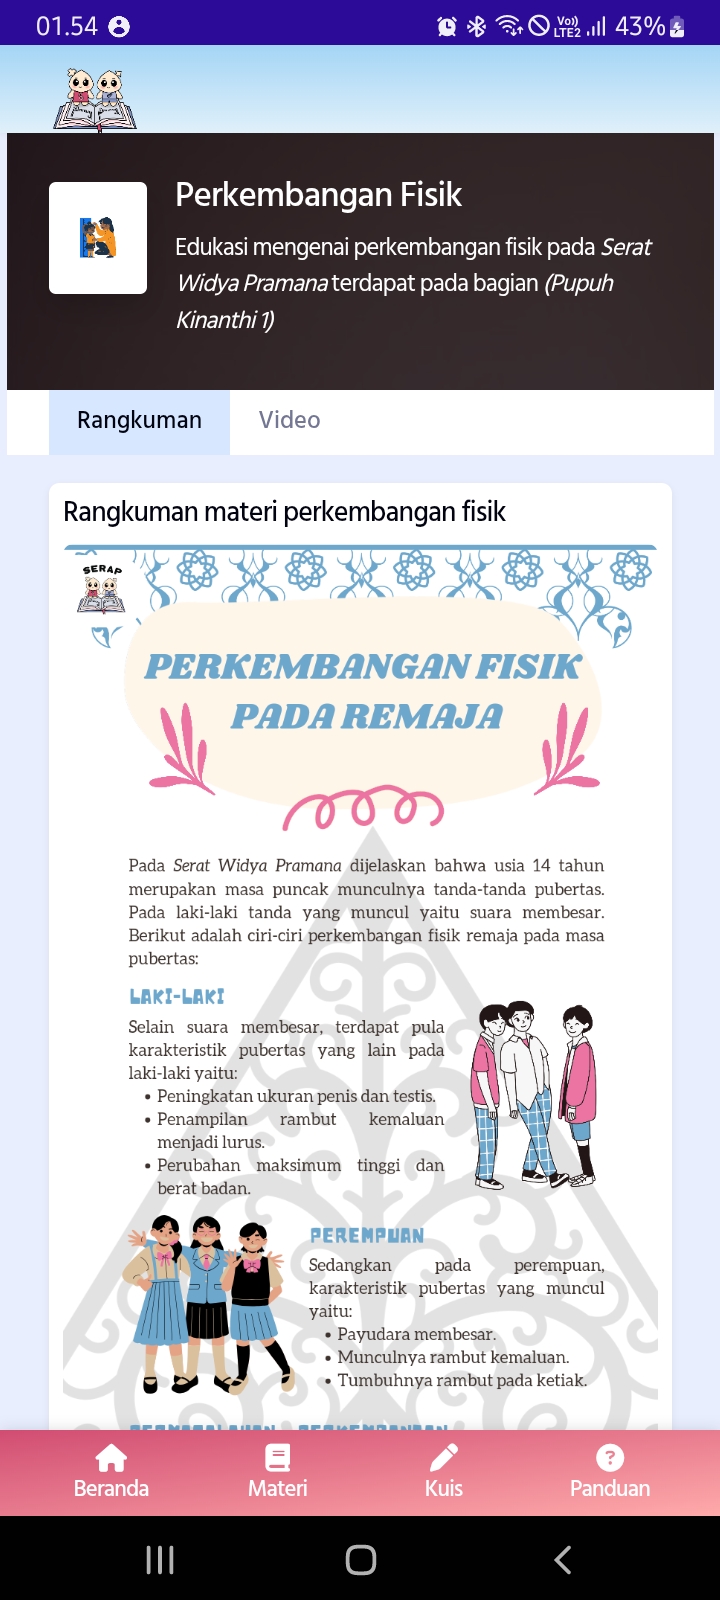 01.54
Vo))
LTE2
43%
Perkembangan Fisik
Edukasi mengenai perkembangan fisik pada Serat
Widya Pramana terdapat pada bagian (Pupuh
Kinanthi 1)
Rangkuman
Video
Rangkuman materi perkembangan fisik
SERAP
PERKEMBANGAN FISIK
PADA REMAJA
Pada Serat Widya Pramana dijelaskan bahwa usia 14 tahun
merupakan masa puncak munculnya tanda-tanda pubertas.
Pada laki-laki tanda yang muncul yaitu suara membesar.
Berikut adalah ciri-ciri perkembangan fisik remaja pada masa
pubertas:
LAKI-LAKI
Selain suara membesar, terdapat pula
karakteristik pubertas yang lain pada
laki-laki yaitu:
• Peningkatan ukuran penis dan testis.
• Penampilan rambut kemaluan
menjadi lurus.
• Perubahan maksimum tinggi dan
berat badan.
PEREMPUAN
Sedangkan pada perempuan,
karakteristik pubertas yang muncul
yaitu:
• Payudara membesar.
• Munculnya rambut kemaluan.
• Tumbuhnya rambut pada ketiak.
Beranda
Materi
Kuis
Panduan